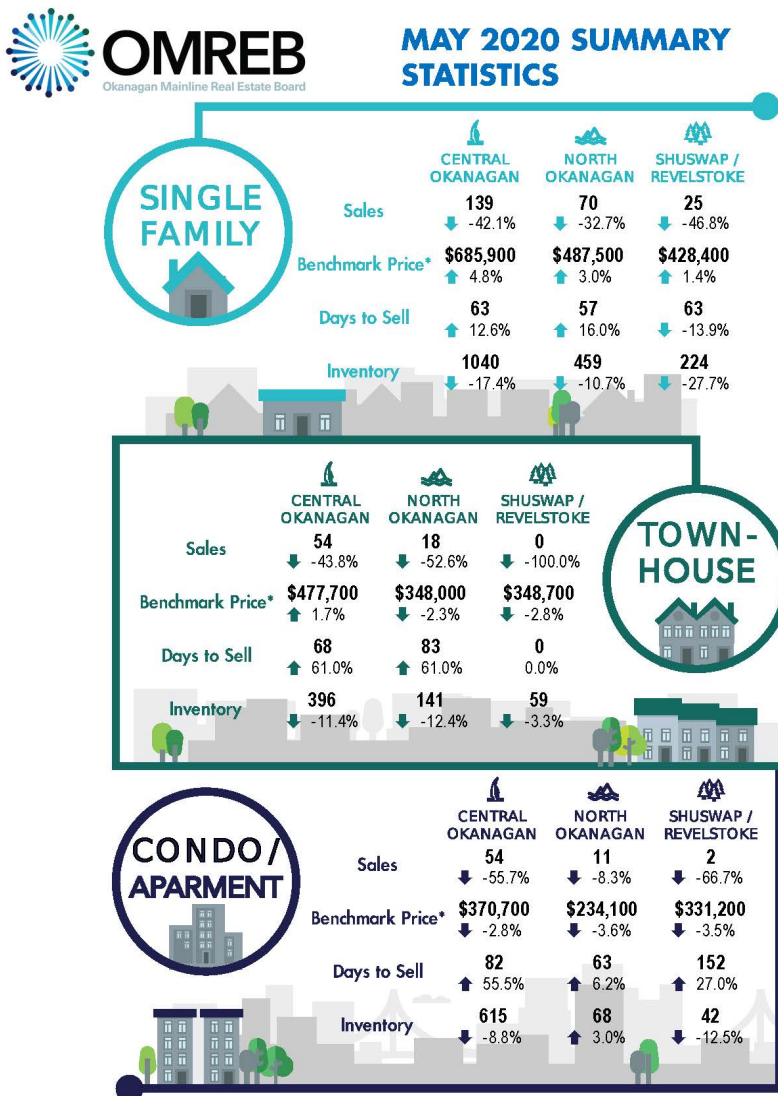 OMREB
Okanagan Mainline Real Estate Board
MAY 2020 SUMMARY
STATISTICS
SINGLE
FAMILY
CENTRAL OKANAGAN NORTH OKANAGAN SHUSWAP / REVELSTOKE
Sales 139 70 25
-42.1% -32.7% -46.8%
Benchmark Price* $685,900 $487,500 $428,400
4.8% 3.0% 1.4%
Days to Sell 63 57 63
12.6% 16.0% -13.9%
Inventory 1040 459 224
-17.4% -10.7% -27.7%
TOWN-
HOUSE
CENTRAL OKANAGAN NORTH OKANAGAN SHUSWAP / REVELSTOKE
Sales 54 18 0
-43.8% -52.6% -100.0%
Benchmark Price* $477,700 $348,000 $348,700
1.7% -2.3% -2.8%
Days to Sell 68 83 0
61.0% 61.0% 0.0%
Inventory 396 141 59
-11.4% -12.4% -3.3%
CONDO/
APARMENT
CENTRAL OKANAGAN NORTH OKANAGAN SHUSWAP / REVELSTOKE
Sales 54 11 2
-55.7% -8.3% -66.7%
Benchmark Price* $370,700 $234,100 $331,200
-2.8% -3.6% -3.5%
Days to Sell 82 63 152
55.5% 6.2% 27.0%
Inventory 615 68 42
-8.8% 3.0% -12.5%